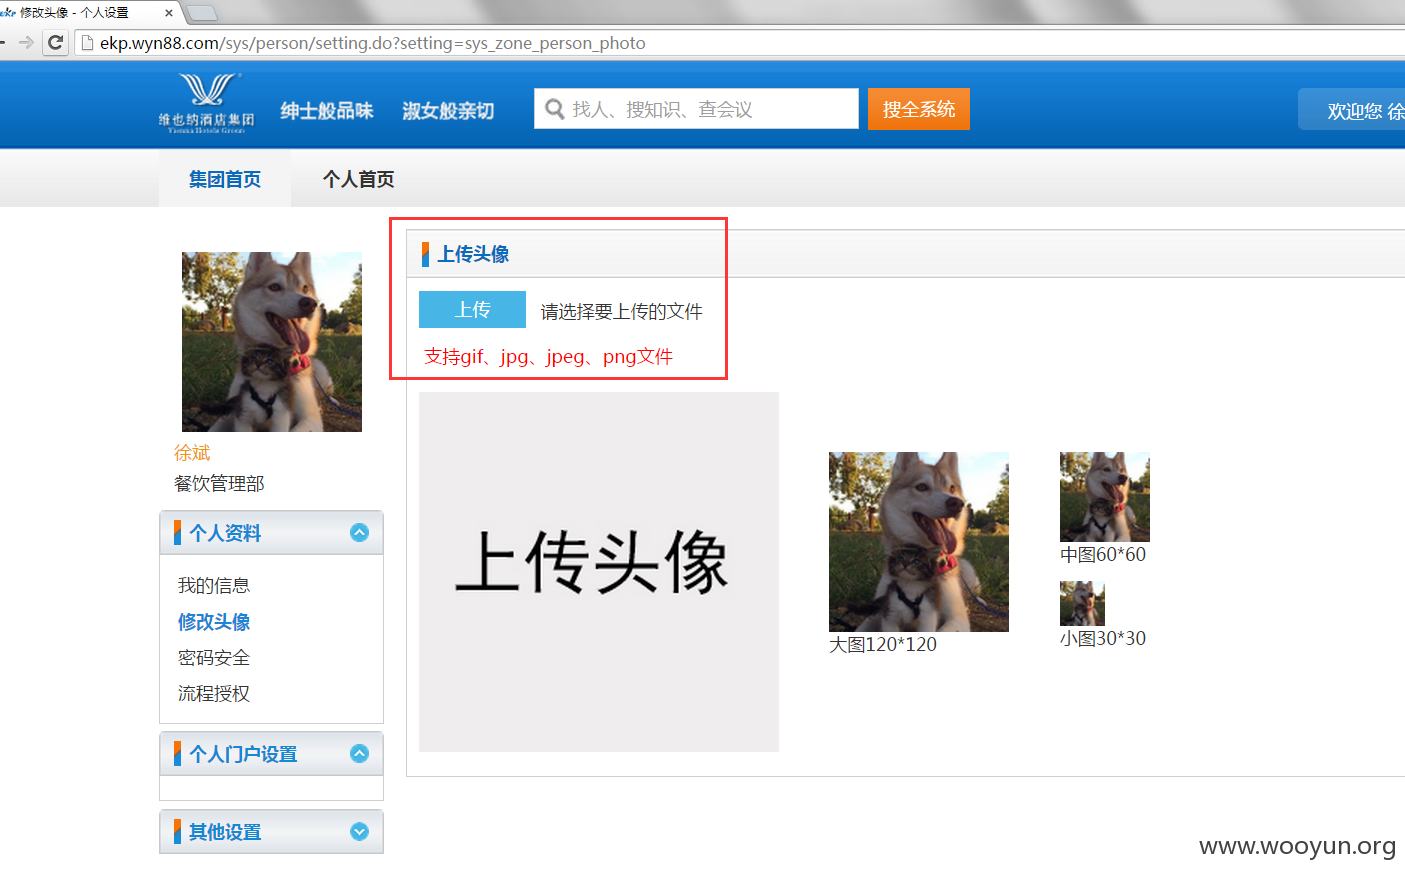 修改头像 - 个人设置
ekp.wyn88.com/sys/person/setting.do?setting=sys_zone_person_photo
维也纳酒店集团
Vienna Hotels Group
绅士般品味 淑女般亲切
找人、搜知识、查会议
搜全系统
欢迎您 徐
集团首页 个人首页
上传头像
上传 请选择要上传的文件
支持gif、jpg、jpeg、png文件
徐斌
餐饮管理部
个人资料
我的信息
修改头像
密码安全
流程授权
个人门户设置
其他设置
上传头像
大图120*120
中图60*60
小图30*30
www.wooyun.org